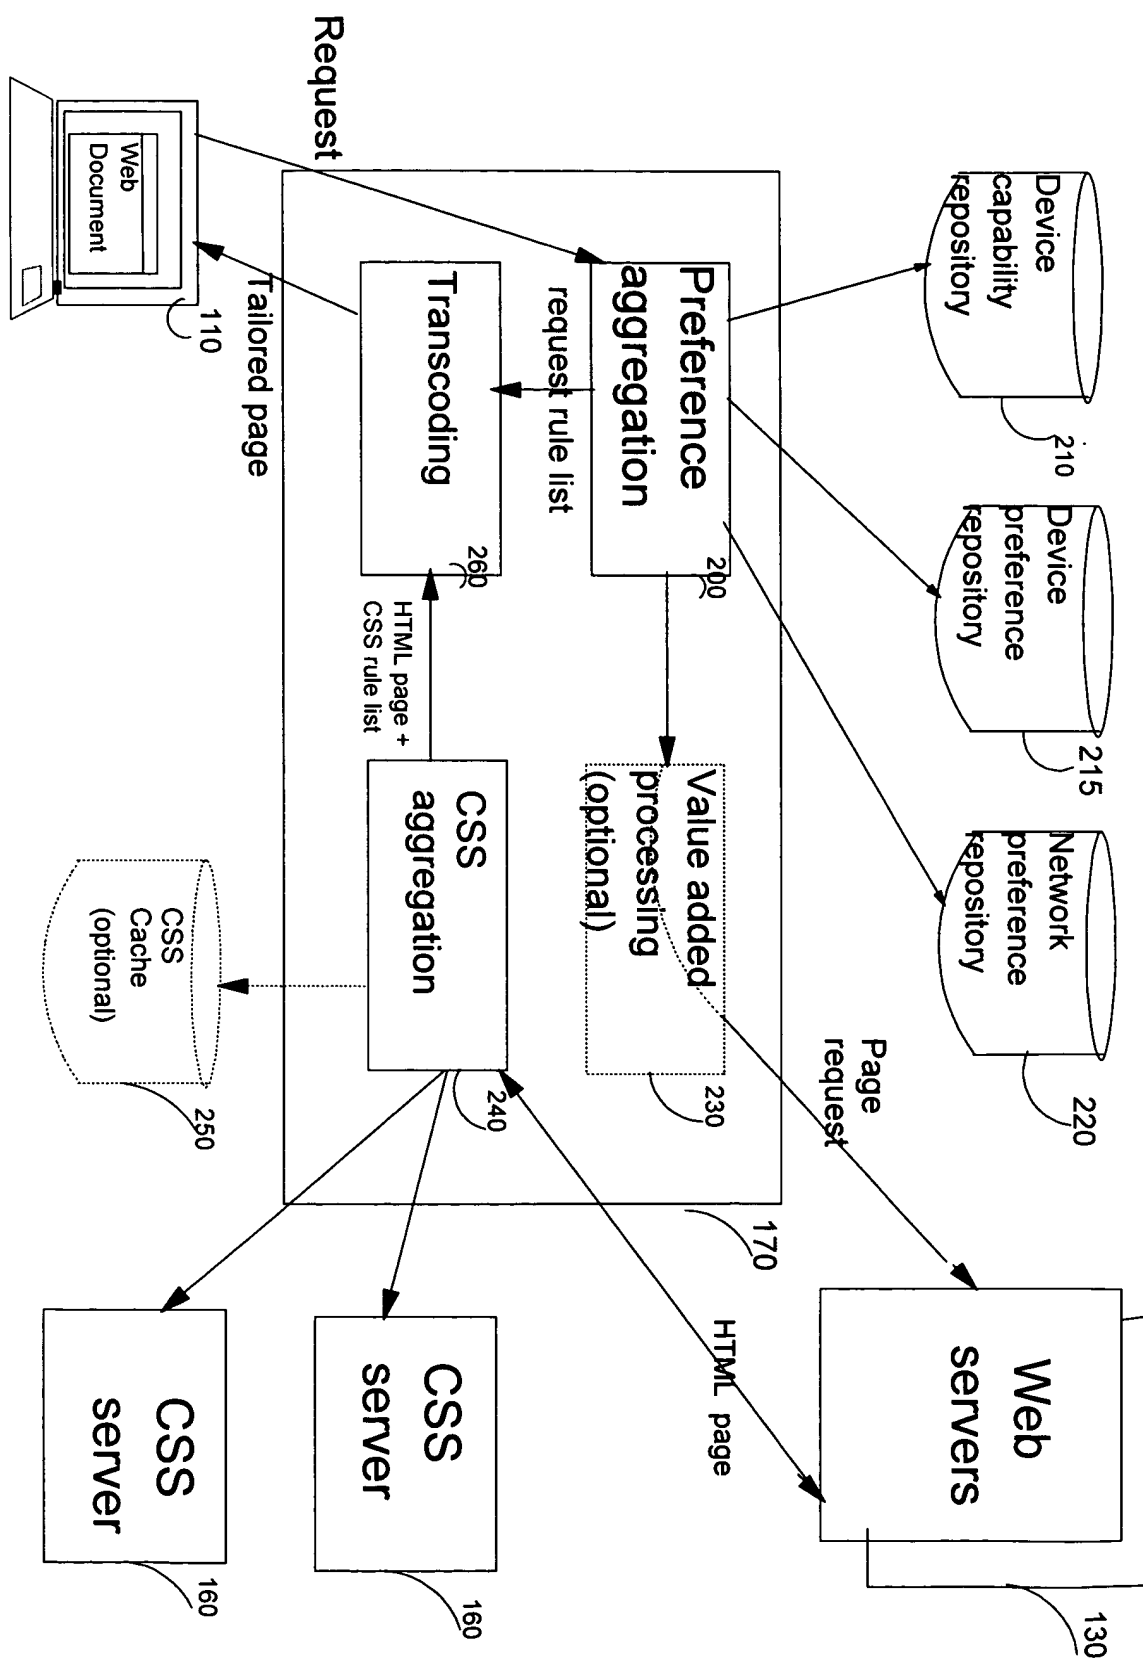 Device
capability
repository
210
Device
preference
repository
215
Network
preference
repository
220
Request
Preference
aggregation
200
request rule list
Value added
processing
(optional)
230
Page
request
Web
servers
130
170
Web
Document
110
Tailored page
Transcoding
260
HTML page +
CSS rule list
CSS
aggregation
240
HTML page
CSS
server
160
CSS
Cache
(optional)
250
CSS
server
160